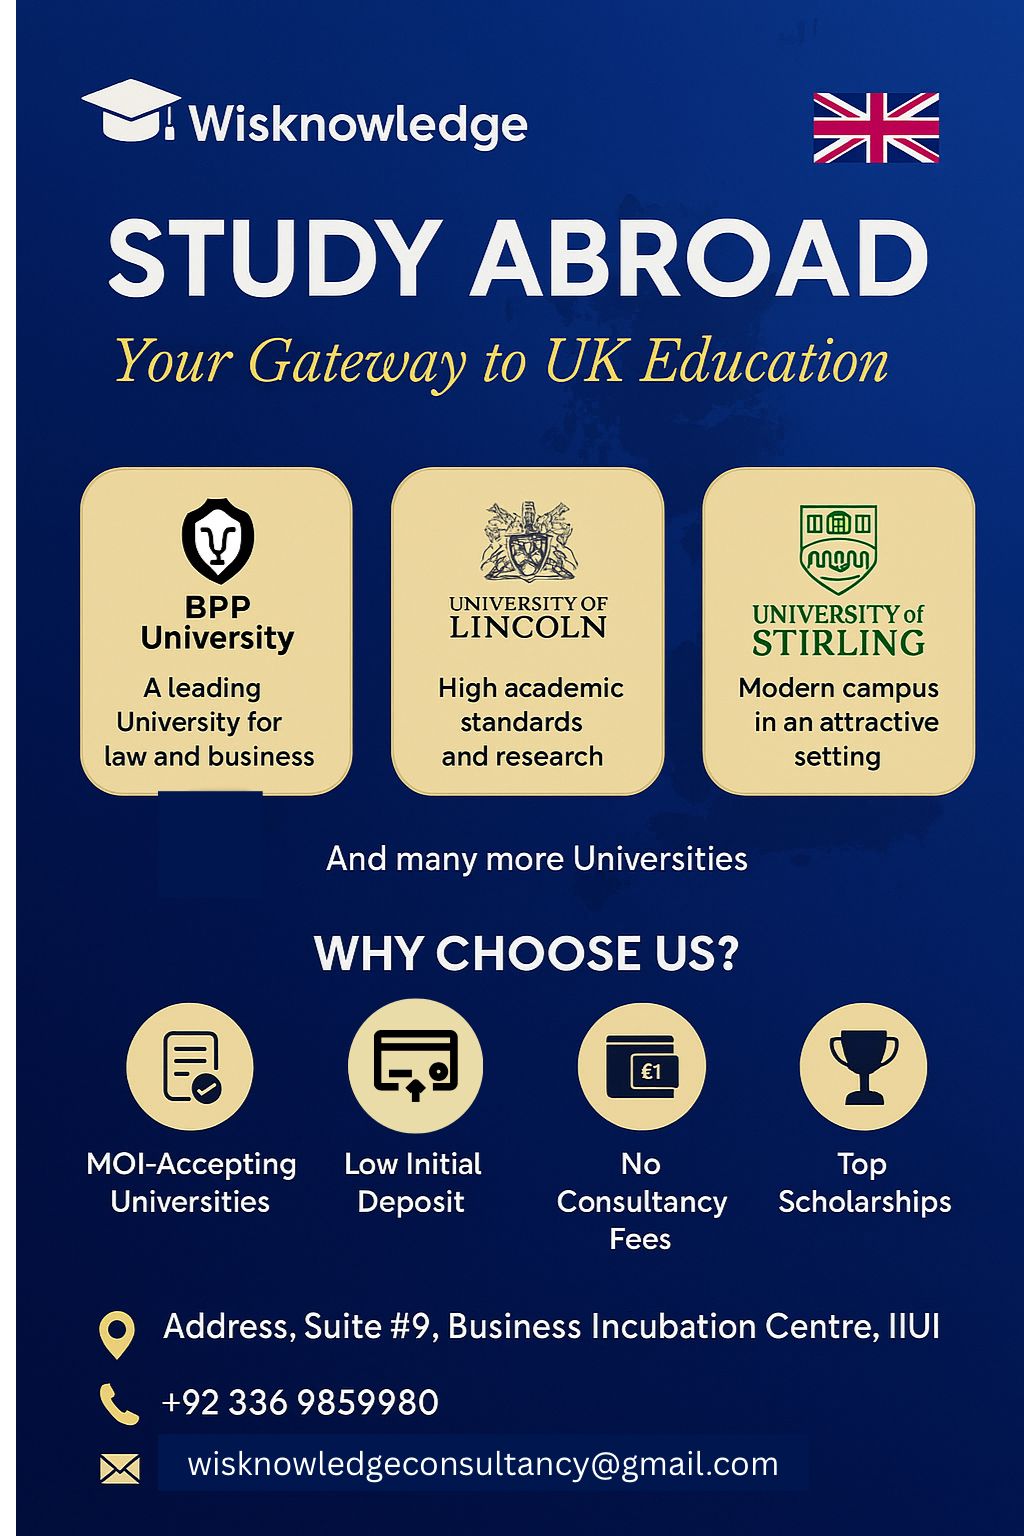 Wisknowledge
STUDY ABROAD
Your Gateway to UK Education
BPP
University
A leading
University for
law and business
UNIVERSITY OF
LINCOLN
High academic
standards
and research
UNIVERSITY of
STIRLING
Modern campus
in an attractive
setting
And many more Universities
WHY CHOOSE US?
MOI-Accepting
Universities
Low Initial
Deposit
€1
No
Consultancy
Fees
Top
Scholarships
Address, Suite #9, Business Incubation Centre, IIUI
+92 336 9859980
wisknowledgeconsultancy@gmail.com